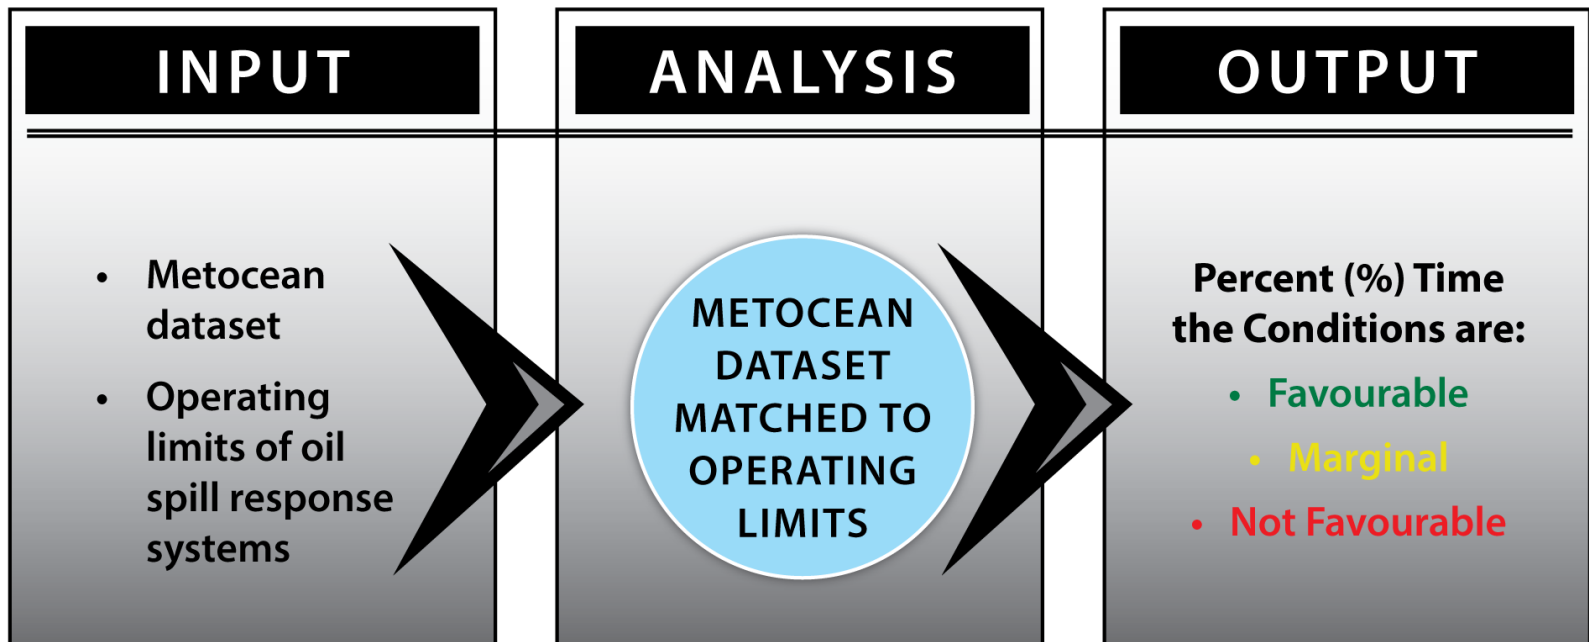 INPUT
• Metocean
dataset
• Operating
limits of oil
spill response
systems
ANALYSIS
METOCEAN
DATASET
MATCHED TO
OPERATING
LIMITS
OUTPUT
Percent (%) Time
the Conditions are:
• Favourable
• Marginal
• Not Favourable